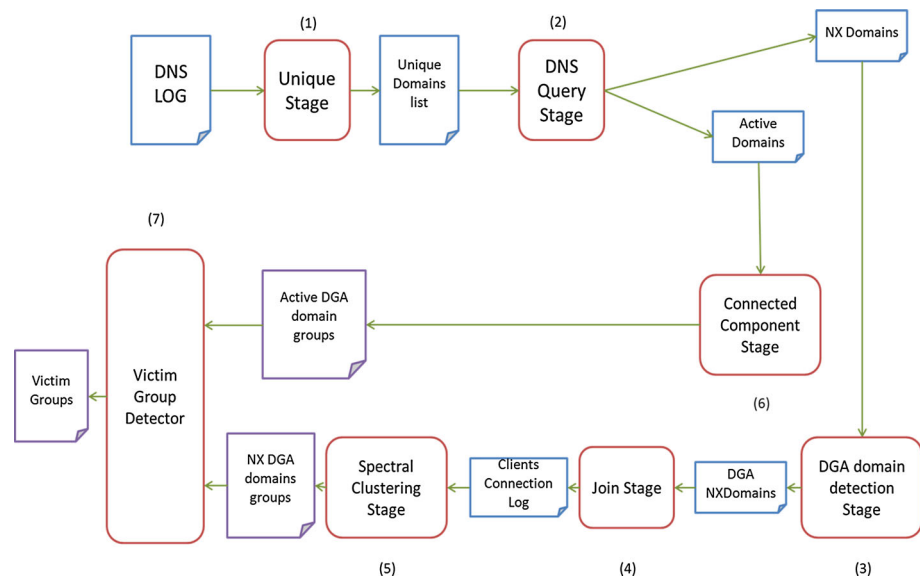 (1)
(2)
DNS
LOG
Unique
Stage
Unique
Domains
list
DNS
Query
Stage
NX Domains
Active
Domains
(7)
Victim
Groups
Victim
Group
Detector
Active DGA
domain
groups
Connected
Component
Stage
(6)
NX DGA
domains
groups
Spectral
Clustering
Stage
Clients
Connection
Log
Join Stage
DGA
NXDomains
DGA domain
detection
Stage
(5)
(4)
(3)